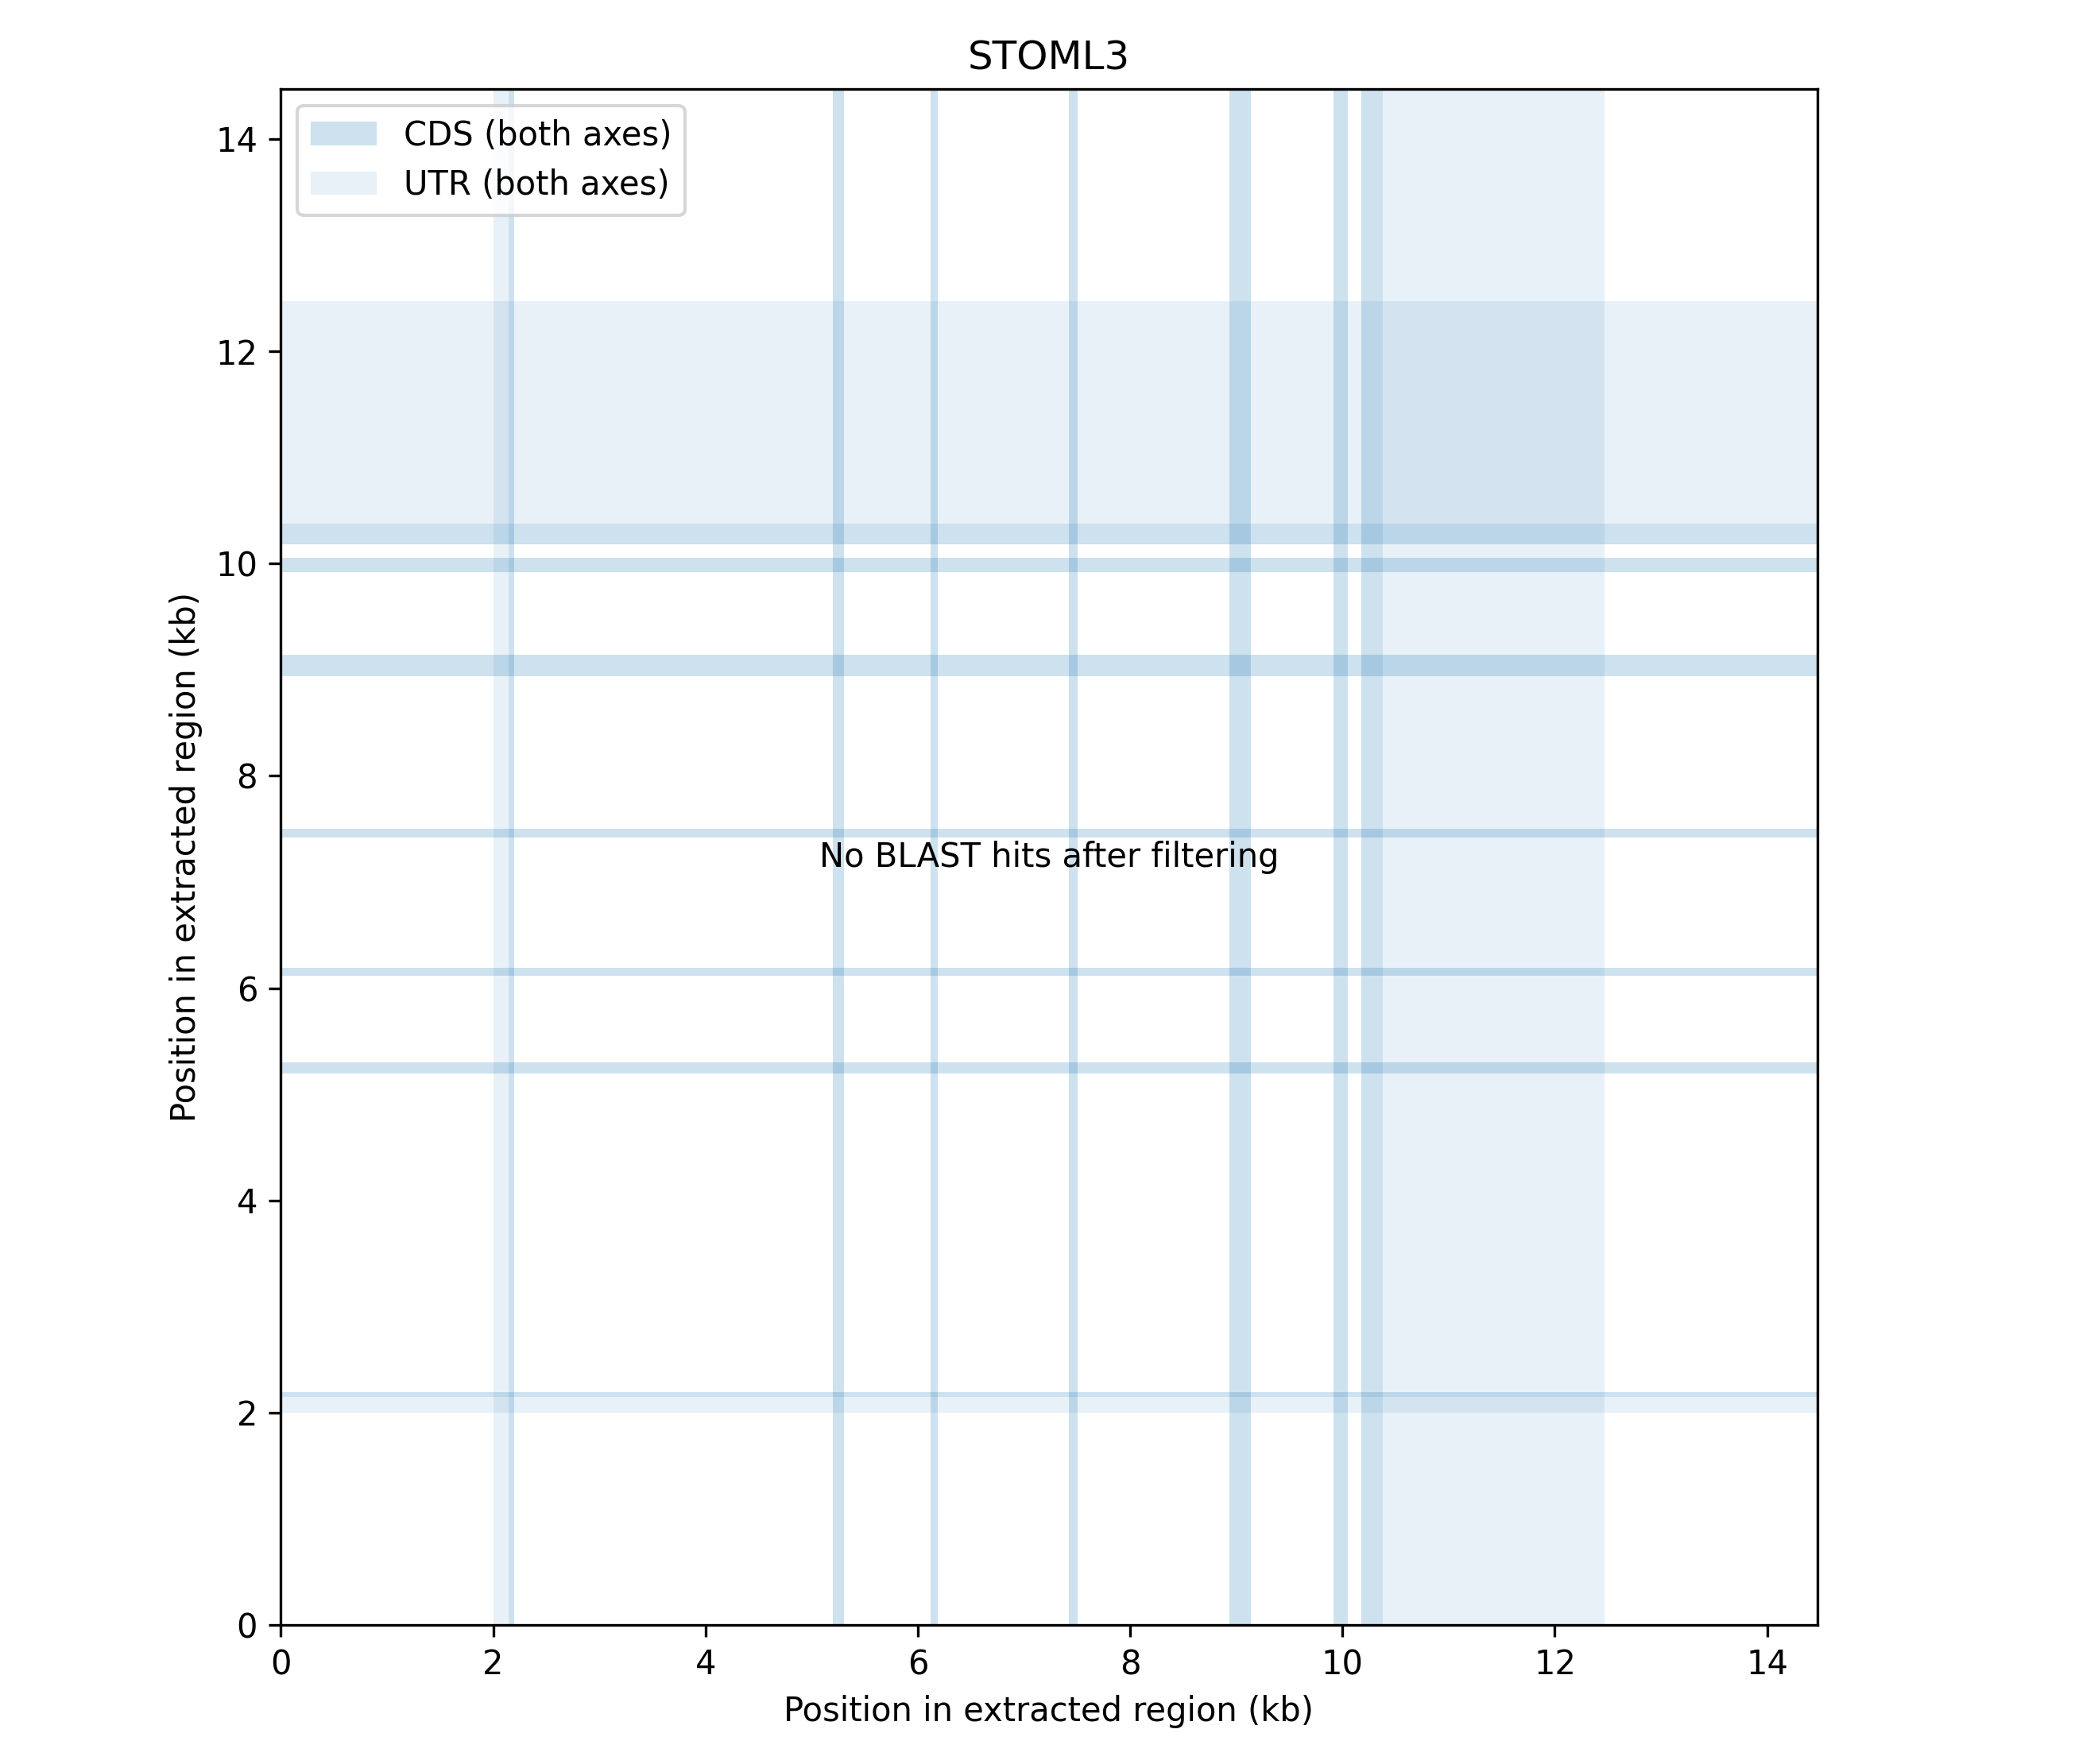 STOML3
CDS (both axes)
UTR (both axes)
14
12
10
8
6
4
2
0
Position in extracted region (kb)
No BLAST hits after filtering
0 2 4 6 8 10 12 14
Position in extracted region (kb)